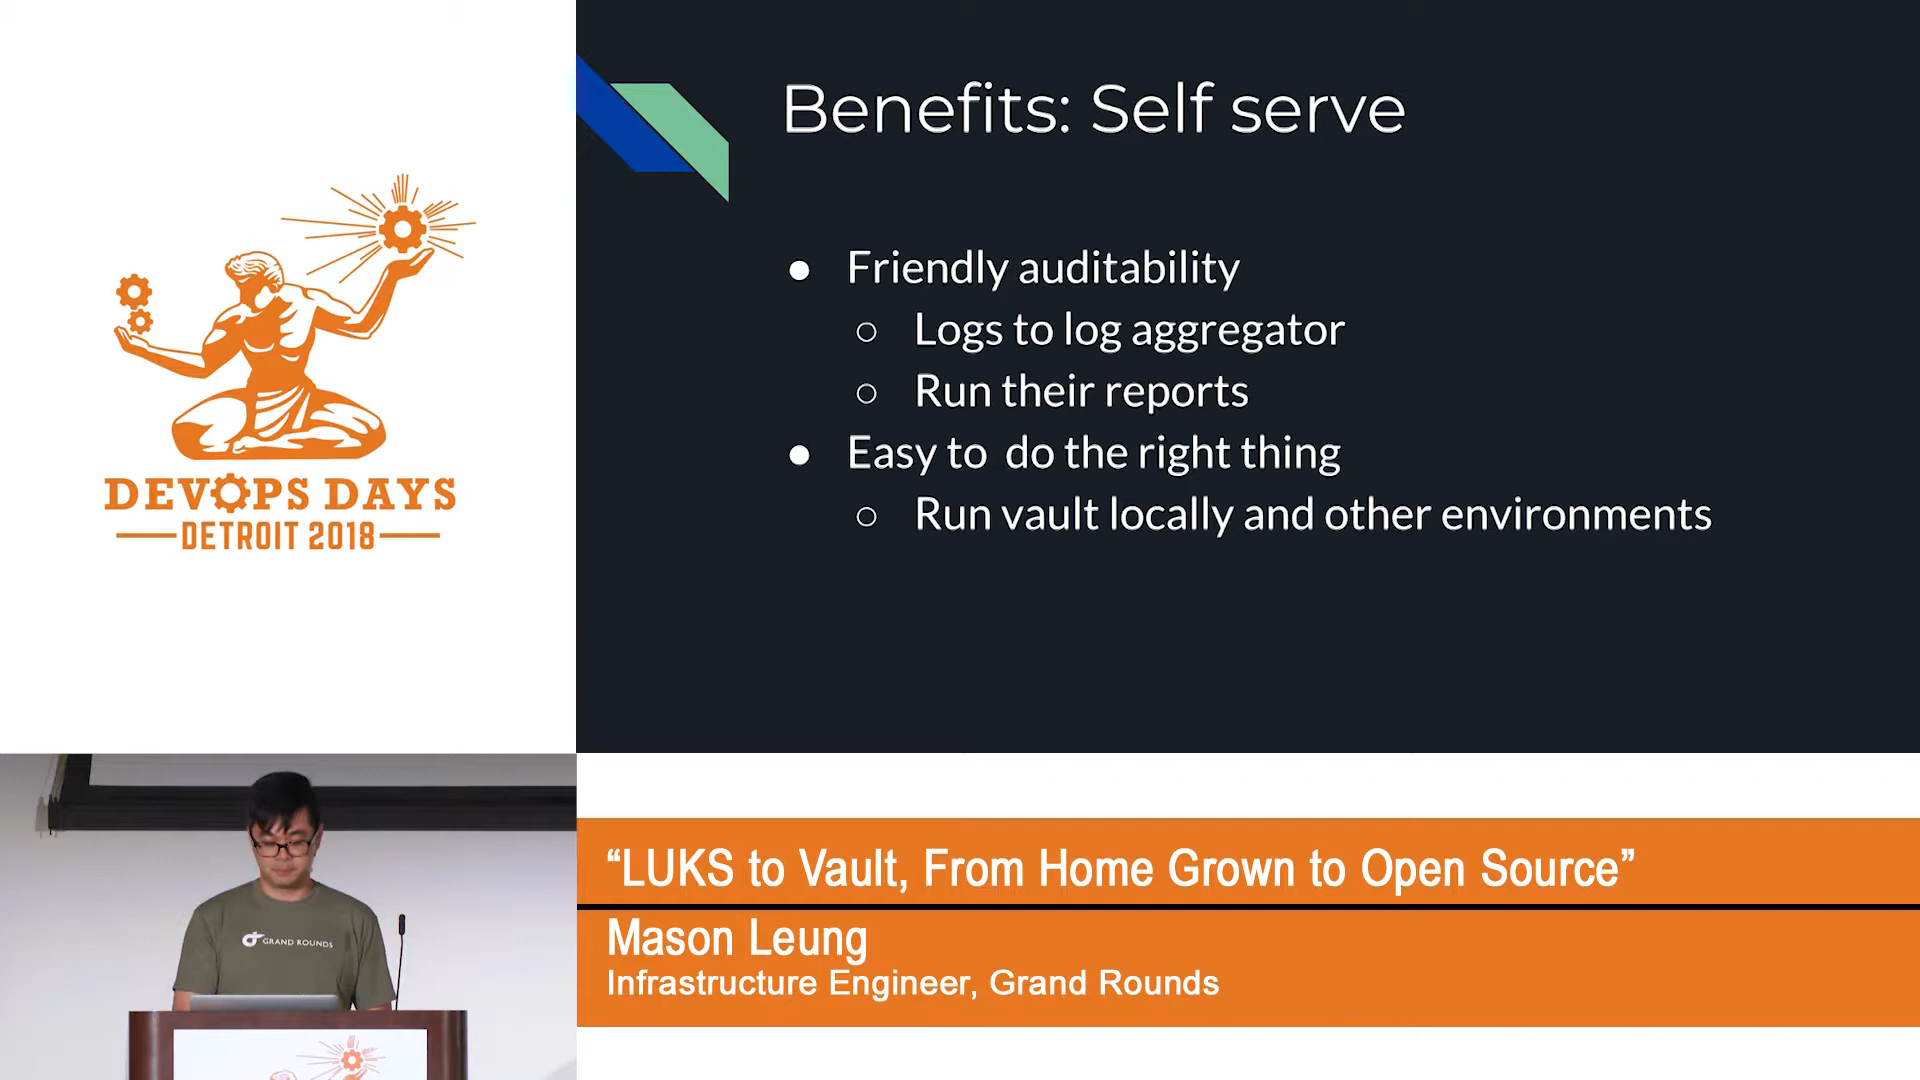 Benefits: Self serve
● Friendly auditability
○ Logs to log aggregator
○ Run their reports
● Easy to  do the right thing
○ Run vault locally and other environments
DEVOPS DAYS
DETROIT 2018
GRAND ROUNDS
“LUKS to Vault, From Home Grown to Open Source”
Mason Leung
Infrastructure Engineer, Grand Rounds